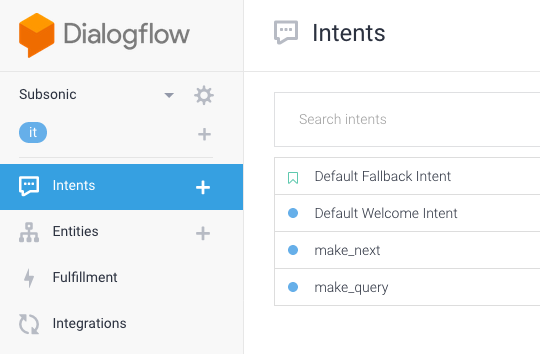 Dialogflow
Intents
Subsonic
it
Search intents
Intents
Default Fallback Intent
Default Welcome Intent
Entities
make_next
Fulfillment
make_query
Integrations